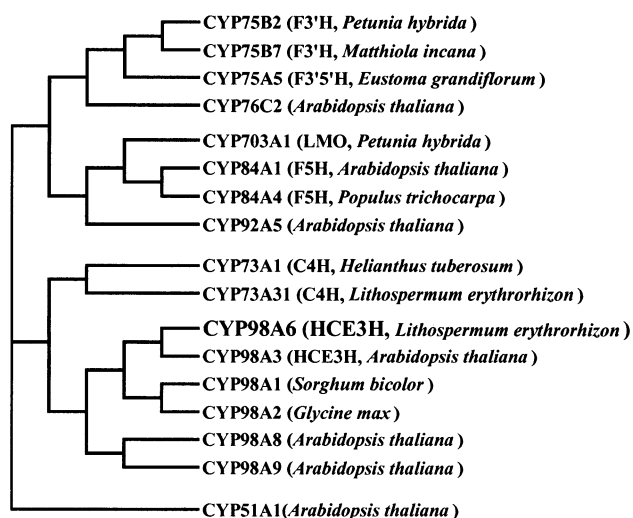 CYP75B2 (F3'H, Petunia hybrida )
CYP75B7 (F3'H, Matthiola incana )
CYP75A5 (F3'5'H, Eustoma grandiflorum )
CYP76C2 (Arabidopsis thaliana )
CYP703A1 (LMO, Petunia hybrida )
CYP84A1 (F5H, Arabidopsis thaliana )
CYP84A4 (F5H, Populus trichocarpa )
CYP92A5 (Arabidopsis thaliana )
CYP73A1 (C4H, Helianthus tuberosum )
CYP73A31 (C4H, Lithospermum erythrorhizon )
CYP98A6 (HCE3H, Lithospermum erythrorhizon )
CYP98A3 (HCE3H, Arabidopsis thaliana )
CYP98A1 (Sorghum bicolor )
CYP98A2 (Glycine max )
CYP98A8 (Arabidopsis thaliana )
CYP98A9 (Arabidopsis thaliana )
CYP51A1(Arabidopsis thaliana )